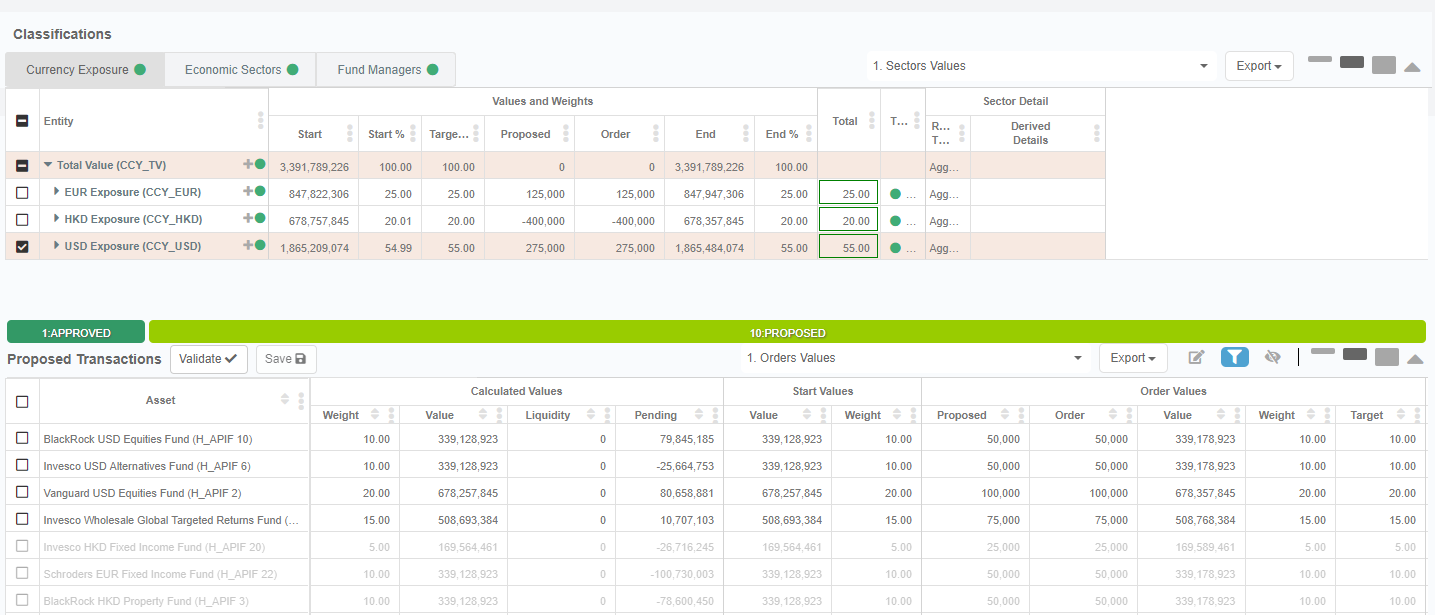 Classifications
Currency Exposure Economic Sectors Fund Managers 1. Sectors Values Export
Values and Weights Sector Detail
Entity Start Start % Targe... Proposed Order End End % Total T... R... T... Derived Details
Total Value (CCY_TV) 3,391,789,226 100.00 100.00 0 0 3,391,789,226 100.00 Agg...
EUR Exposure (CCY_EUR) 847,822,306 25.00 25.00 125,000 125,000 847,947,306 25.00 25.00 ... Agg...
HKD Exposure (CCY_HKD) 678,757,845 20.01 20.00 -400,000 -400,000 678,357,845 20.00 20.00 ... Agg...
USD Exposure (CCY_USD) 1,865,209,074 54.99 55.00 275,000 275,000 1,865,484,074 55.00 55.00 ... Agg...
1:APPROVED 10:PROPOSED
Proposed Transactions Validate Save 1. Orders Values Export
Calculated Values Start Values Order Values
Asset Weight Value Liquidity Pending Value Weight Proposed Order Value Weight Target
BlackRock USD Equities Fund (H_APIF 10) 10.00 339,128,923 0 79,845,185 339,128,923 10.00 50,000 50,000 339,178,923 10.00 10.00
Invesco USD Alternatives Fund (H_APIF 6) 10.00 339,128,923 0 -25,664,753 339,128,923 10.00 50,000 50,000 339,178,923 10.00 10.00
Vanguard USD Equities Fund (H_APIF 2) 20.00 678,257,845 0 80,658,881 678,257,845 20.00 100,000 100,000 678,357,845 20.00 20.00
Invesco Wholesale Global Targeted Returns Fund (... 15.00 508,693,384 0 10,707,103 508,693,384 15.00 75,000 75,000 508,768,384 15.00 15.00
Invesco HKD Fixed Income Fund (H_APIF 20) 5.00 169,564,461 0 -26,716,245 169,564,461 5.00 25,000 25,000 169,589,461 5.00 5.00
Schroders EUR Fixed Income Fund (H_APIF 22) 10.00 339,128,923 0 -100,730,003 339,128,923 10.00 50,000 50,000 339,178,923 10.00 10.00
BlackRock HKD Property Fund (H_APIF 3) 10.00 339,128,923 0 -78,600,450 339,128,923 10.00 50,000 50,000 339,178,923 10.00 10.00